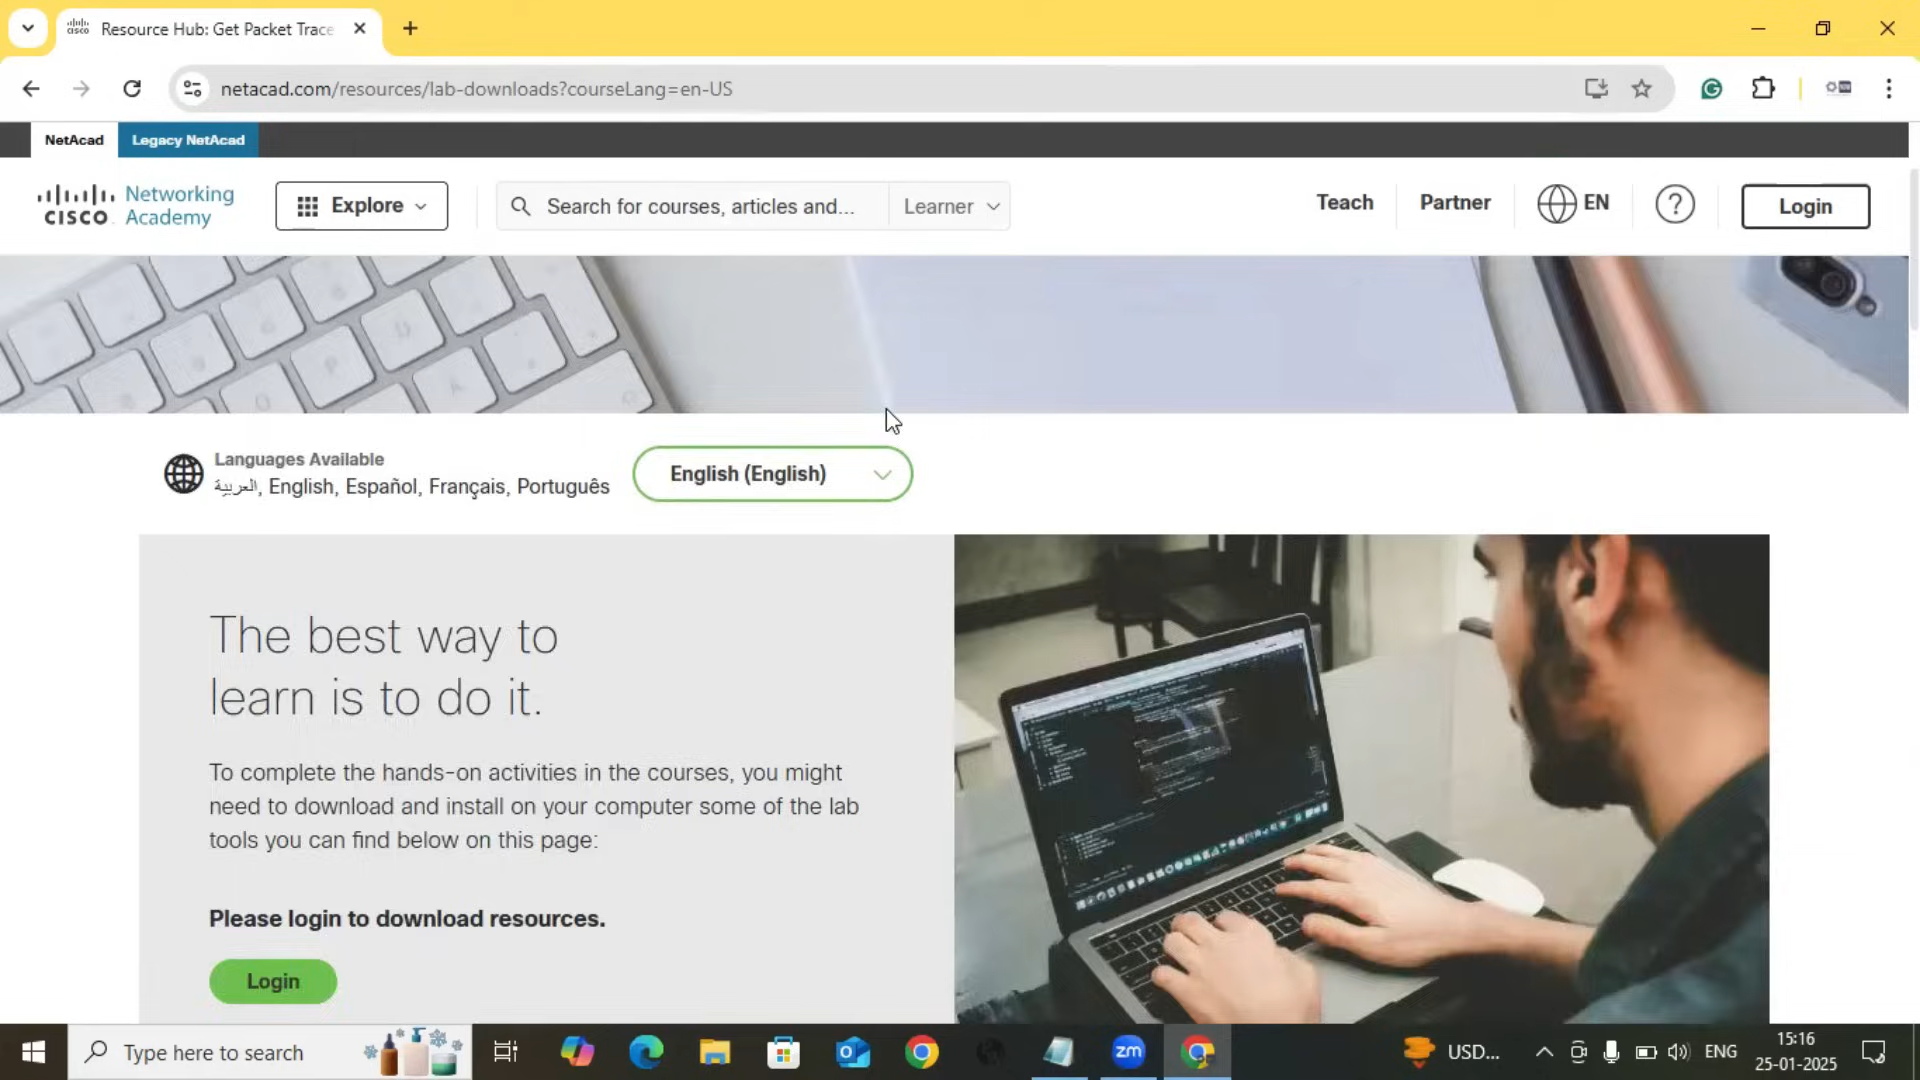 Resource Hub: Get Packet Trace
netacad.com/resources/lab-downloads?courseLang=en-US
NetAcad
Legacy NetAcad
CISCO
Networking
Academy
Explore
Search for courses, articles and...
Learner
Teach
Partner
EN
Login
Languages Available
العربية, English, Español, Français, Português
English (English)
The best way to
learn is to do it.
To complete the hands-on activities in the courses, you might
need to download and install on your computer some of the lab
tools you can find below on this page:
Please login to download resources.
Login
Type here to search
zm
USD...
ENG
15:16
25-01-2025